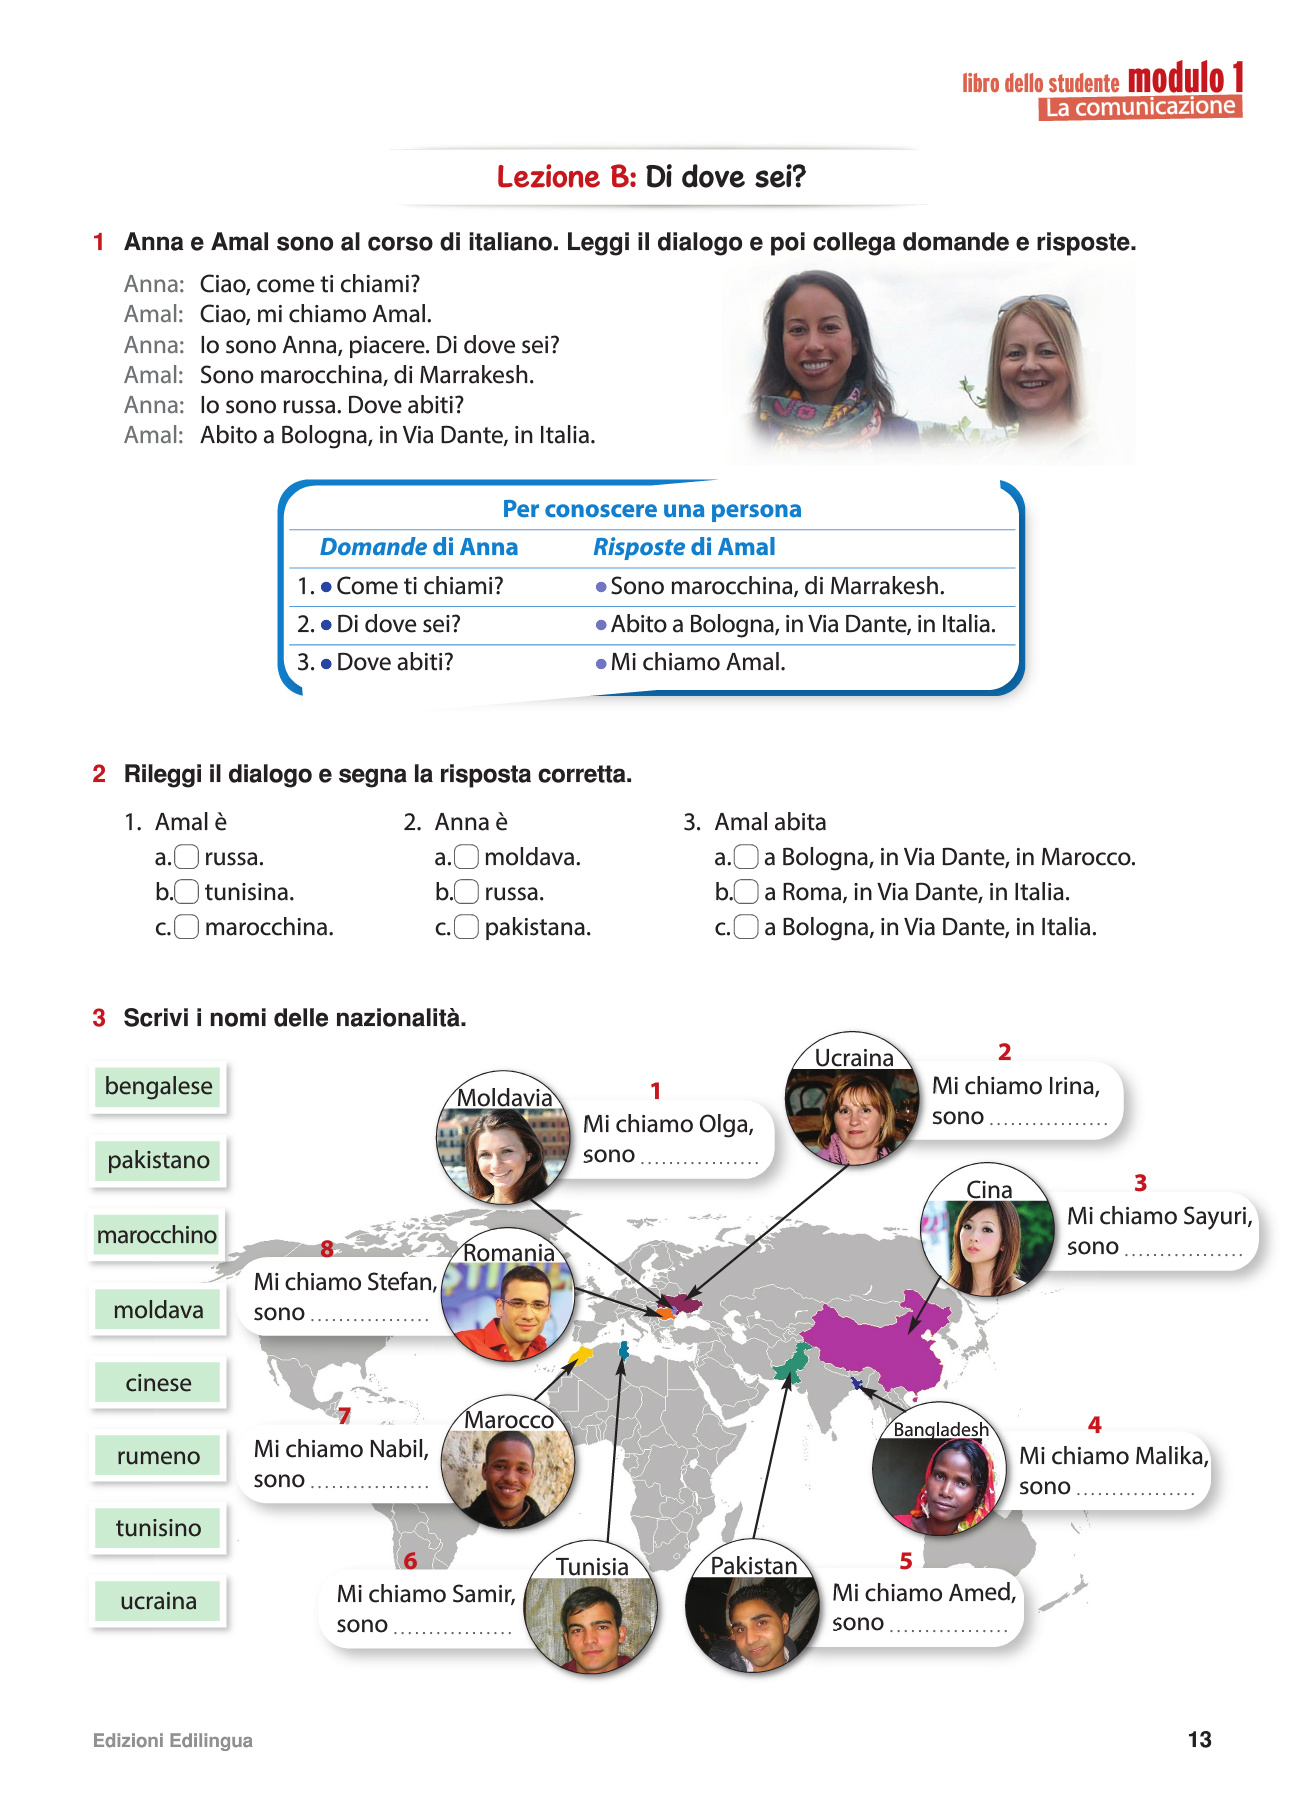 libro dello studente modulo 1
La comunicazione
Lezione B: Di dove sei?
1 Anna e Amal sono al corso di italiano. Leggi il dialogo e poi collega domande e risposte.
Anna: Ciao, come ti chiami?
Amal: Ciao, mi chiamo Amal.
Anna: Io sono Anna, piacere. Di dove sei?
Amal: Sono marocchina, di Marrakesh.
Anna: Io sono russa. Dove abiti?
Amal: Abito a Bologna, in Via Dante, in Italia.
Per conoscere una persona
Domande di Anna Risposte di Amal
1. • Come ti chiami? • Sono marocchina, di Marrakesh.
2. • Di dove sei? • Abito a Bologna, in Via Dante, in Italia.
3. • Dove abiti? • Mi chiamo Amal.
2 Rileggi il dialogo e segna la risposta corretta.
1. Amal è
a. russa.
b. tunisina.
c. marocchina.
2. Anna è
a. moldava.
b. russa.
c. pakistana.
3. Amal abita
a. a Bologna, in Via Dante, in Marocco.
b. a Roma, in Via Dante, in Italia.
c. a Bologna, in Via Dante, in Italia.
3 Scrivi i nomi delle nazionalità.
bengalese
pakistano
marocchino
moldava
cinese
rumeno
tunisino
ucraina
Moldavia
1
Mi chiamo Olga,
sono .................
Ucraina
2
Mi chiamo Irina,
sono .................
Cina
3
Mi chiamo Sayuri,
sono .................
Bangladesh
4
Mi chiamo Malika,
sono .................
Pakistan
5
Mi chiamo Amed,
sono .................
Tunisia
6
Mi chiamo Samir,
sono .................
Marocco
7
Mi chiamo Nabil,
sono .................
Romania
8
Mi chiamo Stefan,
sono .................
Edizioni Edilingua
13